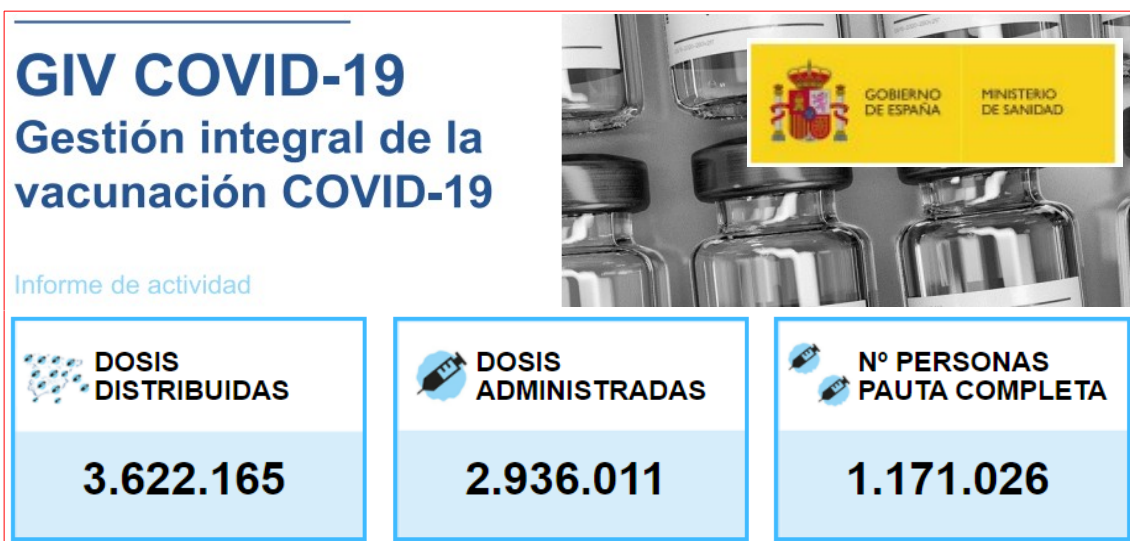 GIV COVID-19
Gestión integral de la
vacunación COVID-19
Informe de actividad
GOBIERNO
DE ESPAÑA
MINISTERIO
DE SANIDAD
DOSIS
DISTRIBUIDAS
3.622.165
DOSIS
ADMINISTRADAS
2.936.011
Nº PERSONAS
PAUTA COMPLETA
1.171.026